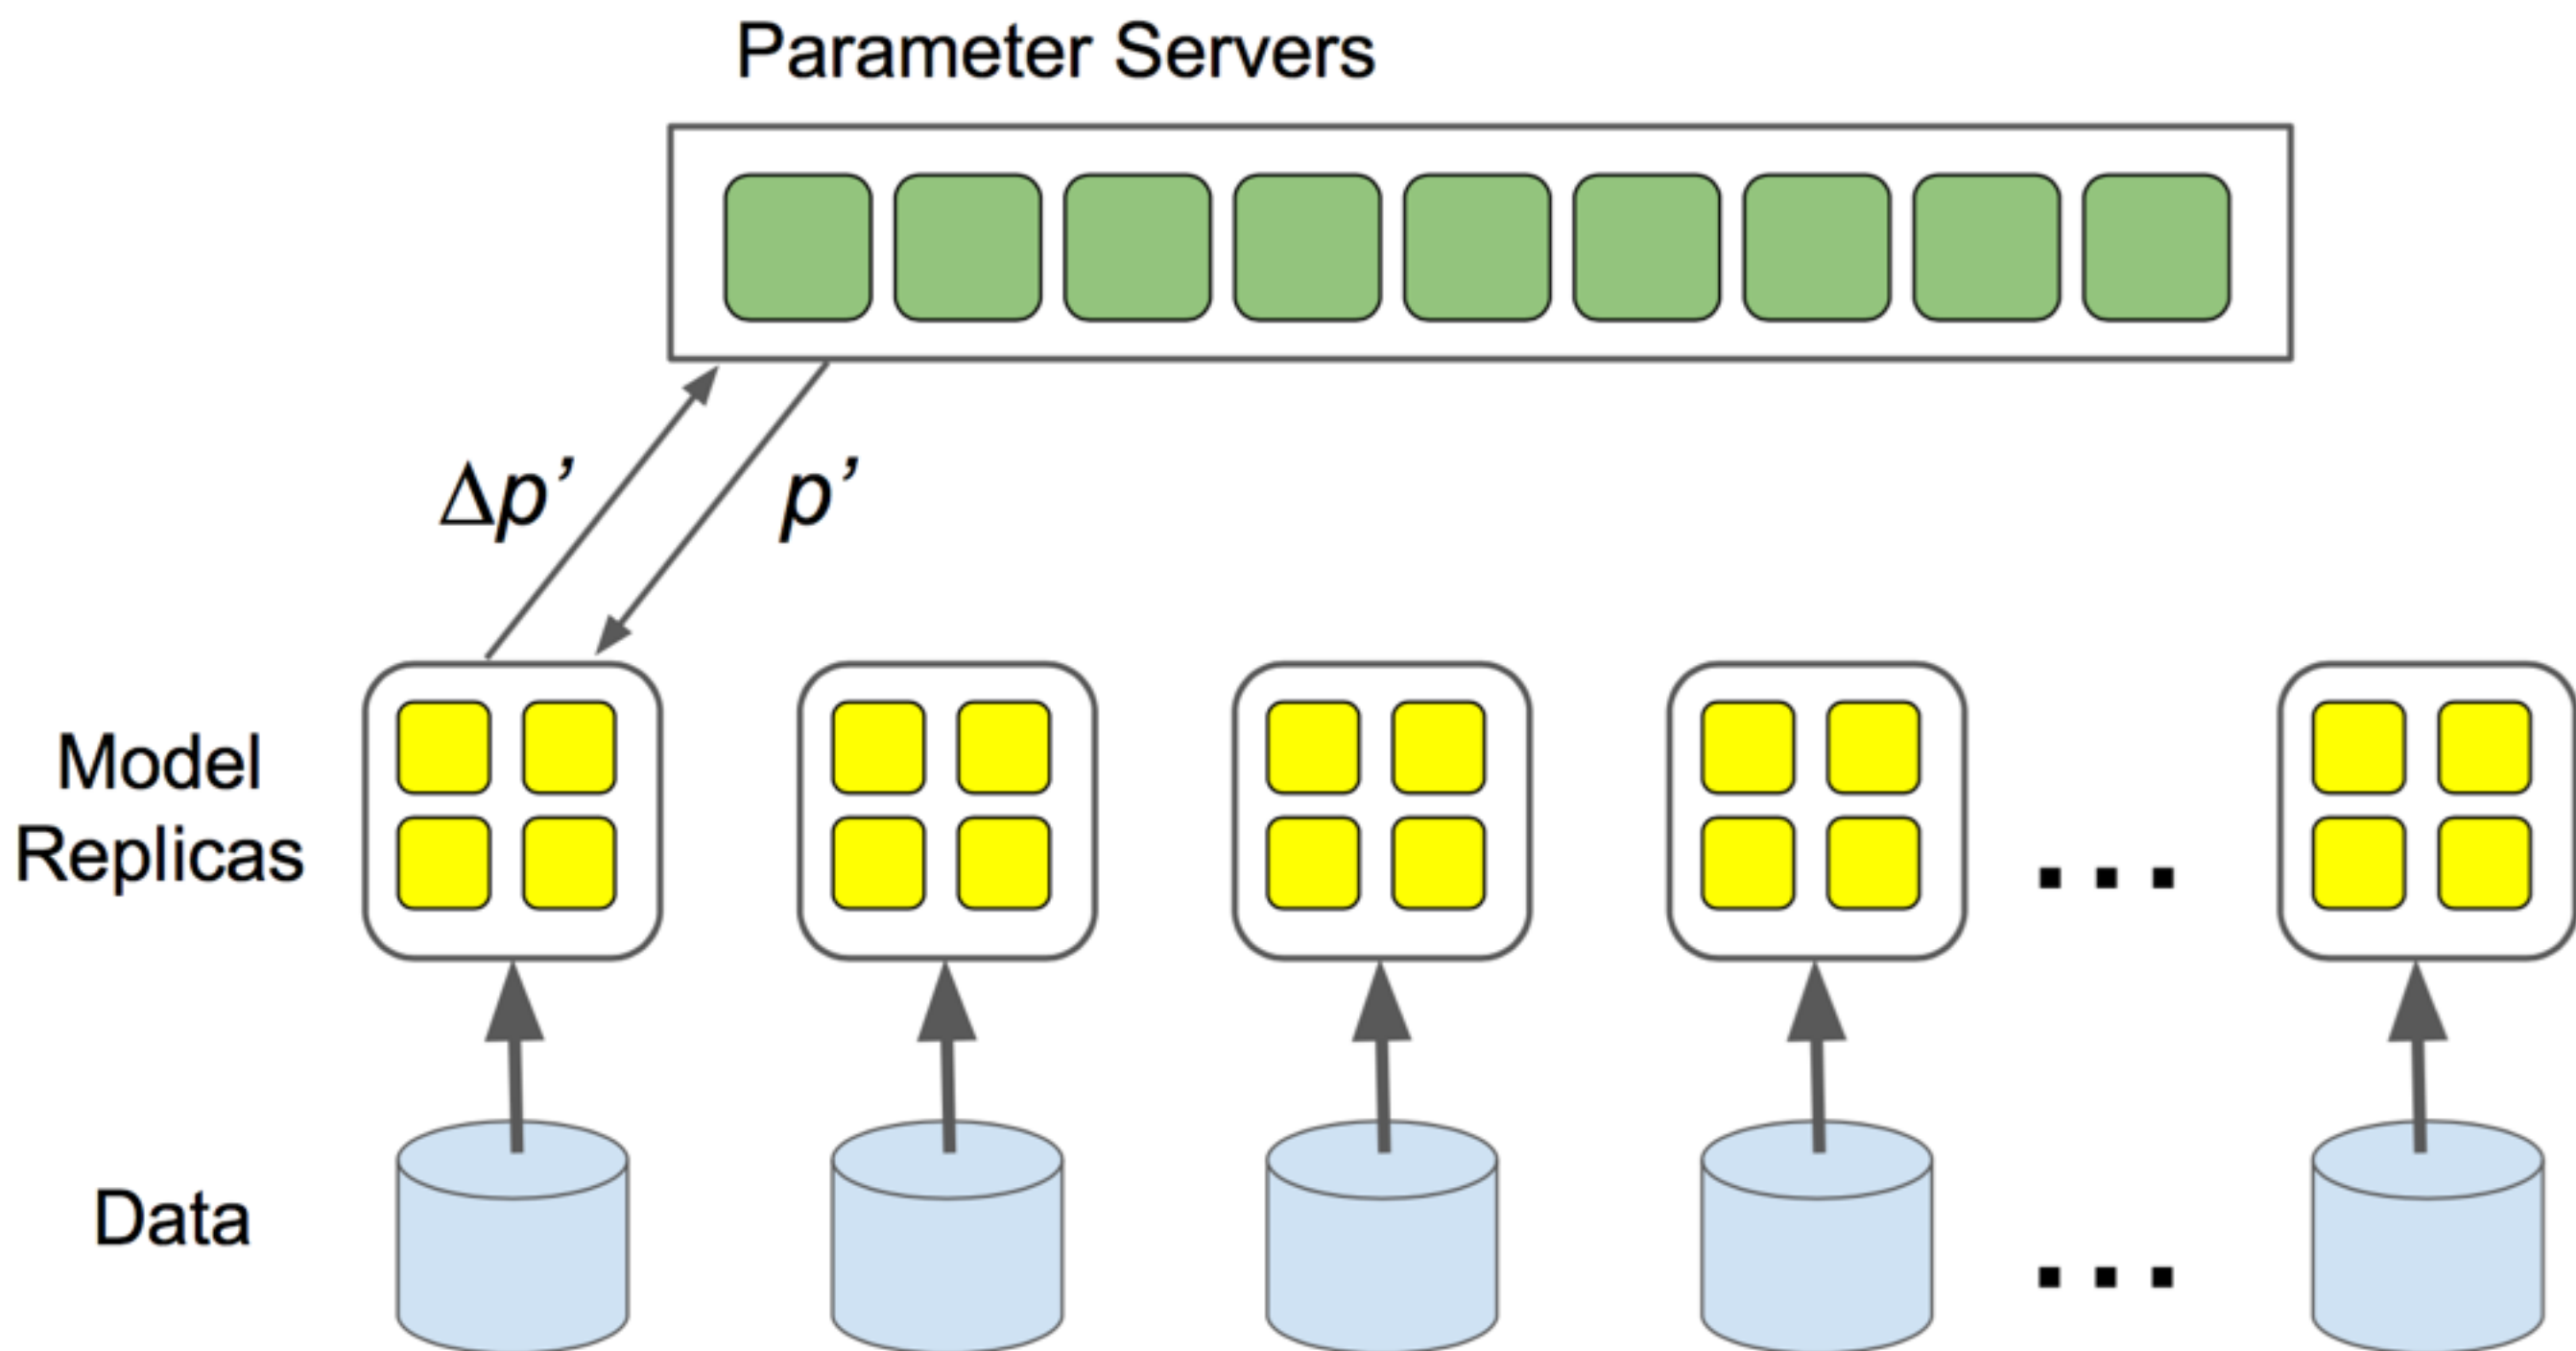 Parameter Servers
Δp’
p’
Model
Replicas
...
Data
...